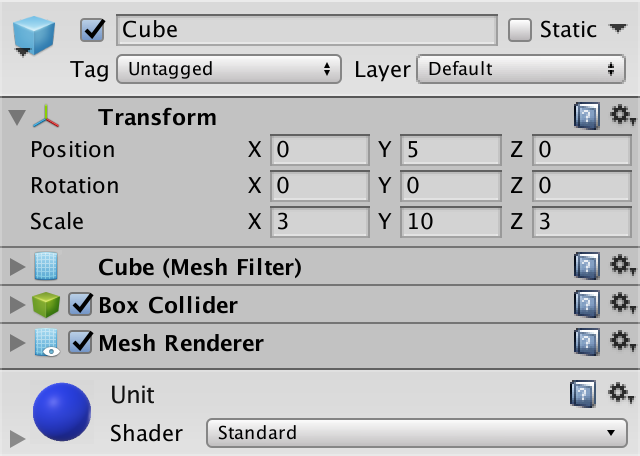 Cube Static
Tag Untagged Layer Default
Transform ?
Position X 0 Y 5 Z 0
Rotation X 0 Y 0 Z 0
Scale X 3 Y 10 Z 3
Cube (Mesh Filter) ?
Box Collider ?
Mesh Renderer ?
Unit ?
Shader Standard